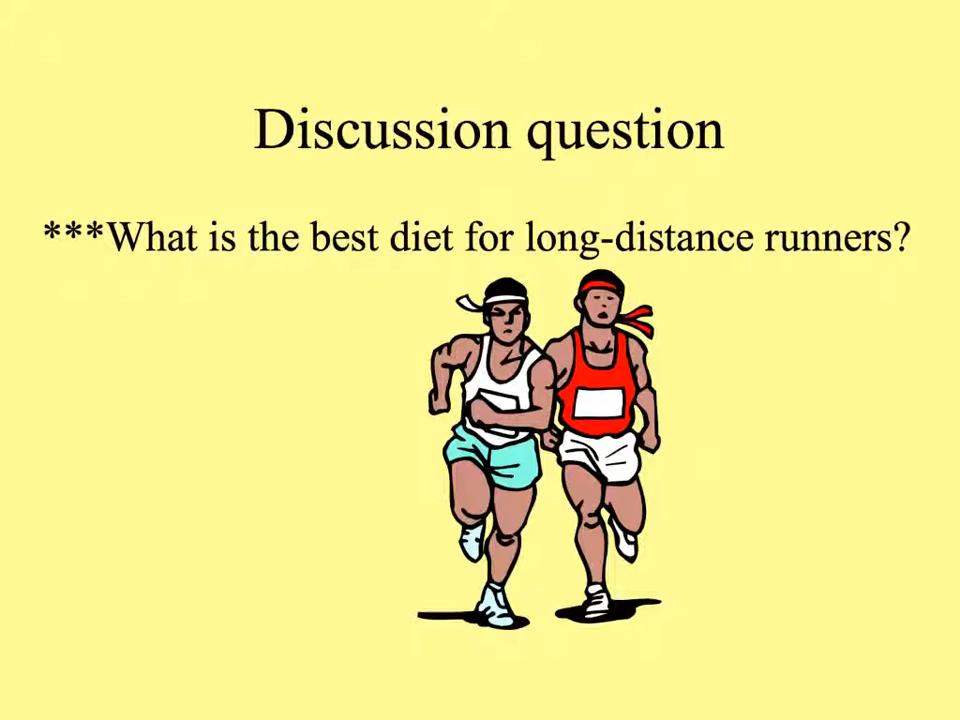 Discussion question
***What is the best diet for long-distance runners?